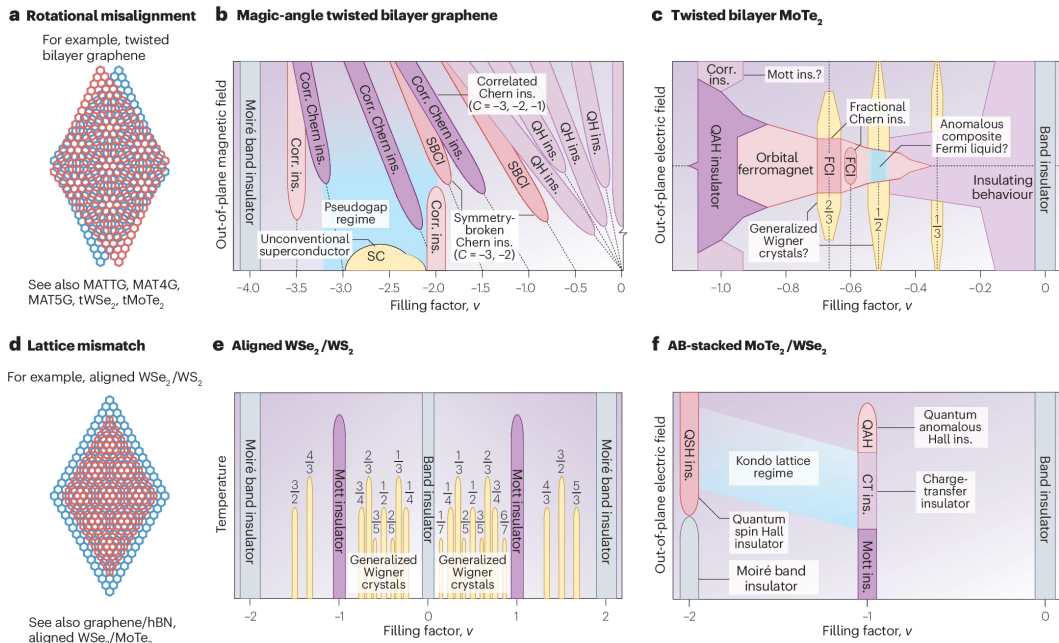 a Rotational misalignment
For example, twisted
bilayer graphene
See also MATTG, MAT4G,
MAT5G, tWSe₂, tMoTe₂
b Magic-angle twisted bilayer graphene
Out-of-plane magnetic field
Moiré band insulator
Corr. ins.
Corr. Chern ins.
Corr. Chern ins.
Corr. Chern ins.
SBCI
Correlated
Chern ins.
(C = −3, −2, −1)
SBCI
QH ins.
QH ins.
QH ins.
QH ins.
Pseudogap
regime
Unconventional
superconductor
SC
Corr. ins.
Symmetry-
broken
Chern ins.
(C = −3, −2)
−4.0 −3.5 −3.0 −2.5 −2.0 −1.5 −1.0 −0.5 0
Filling factor, ν
c Twisted bilayer MoTe₂
Out-of-plane electric field
Corr.
ins.
Mott ins.?
QAH insulator
Orbital
ferromagnet
Fractional
Chern ins.
FCI
FCI
Anomalous
composite
Fermi liquid?
Insulating
behaviour
Band insulator
2/3
1/2
1/3
Generalized
Wigner
crystals?
−1.0 −0.8 −0.6 −0.4 −0.2 0
Filling factor, ν
d Lattice mismatch
For example, aligned WSe₂/WS₂
See also graphene/hBN,
aligned WSe₂/MoTe₂
e Aligned WSe₂/WS₂
Temperature
Moiré band insulator
3/2
4/3
Mott insulator
3/4
2/3
3/5
1/2
2/5
1/3
1/4
Band insulator
1/7
1/4
1/3
2/5
1/2
3/5
2/3
3/4
6/7
Mott insulator
4/3
3/2
5/3
Moiré band insulator
Generalized
Wigner
crystals
Generalized
Wigner
crystals
−2 −1 0 1 2
Filling factor, ν
f AB-stacked MoTe₂/WSe₂
Out-of-plane electric field
QSH ins.
Kondo lattice
regime
Quantum
spin Hall
insulator
Moiré band
insulator
QAH
CT ins.
Mott ins.
Quantum
anomalous
Hall ins.
Charge-
transfer
insulator
Band insulator
−2 −1 0
Filling factor, ν